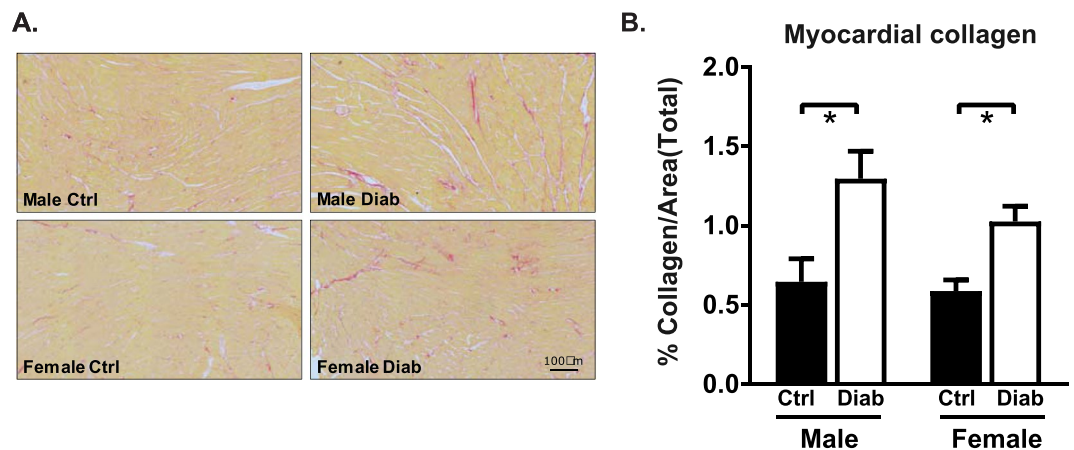 A.
Male Ctrl
Male Diab
Female Ctrl
Female Diab
100□m
B.
Myocardial collagen
% Collagen/Area(Total)
2.0
1.5
1.0
0.5
0.0
*
*
Ctrl Diab Ctrl Diab
Male Female